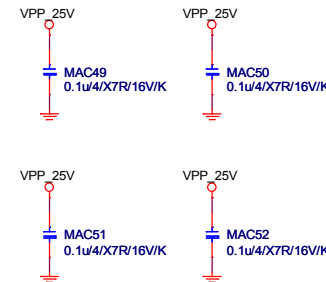 VPP_25V
VPP_25V
MAC49
0.1u/4/X7R/16V/K
MAC50
0.1u/4/X7R/16V/K
VPP_25V
VPP_25V
MAC51
0.1u/4/X7R/16V/K
MAC52
0.1u/4/X7R/16V/K